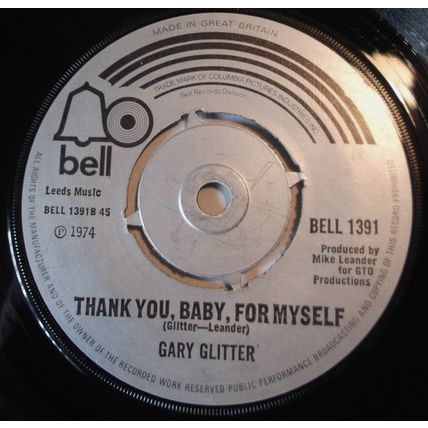 MADE IN GREAT BRITAIN
TRADE MARK OF COLUMBIA PICTURES INDUSTRIES INC.
Bell Records Division
bell
Leeds Music
BELL 1391B 45
Ⓟ 1974
BELL 1391
Produced by
Mike Leander
for GTO
Productions
THANK YOU, BABY, FOR MYSELF
(Glitter—Leander)
GARY GLITTER
ALL RIGHTS OF THE MANUFACTURER AND OF THE OWNER OF THE RECORDED WORK RESERVED PUBLIC PERFORMANCE BROADCASTING AND COPYING OF THIS RECORD PROHIBITED